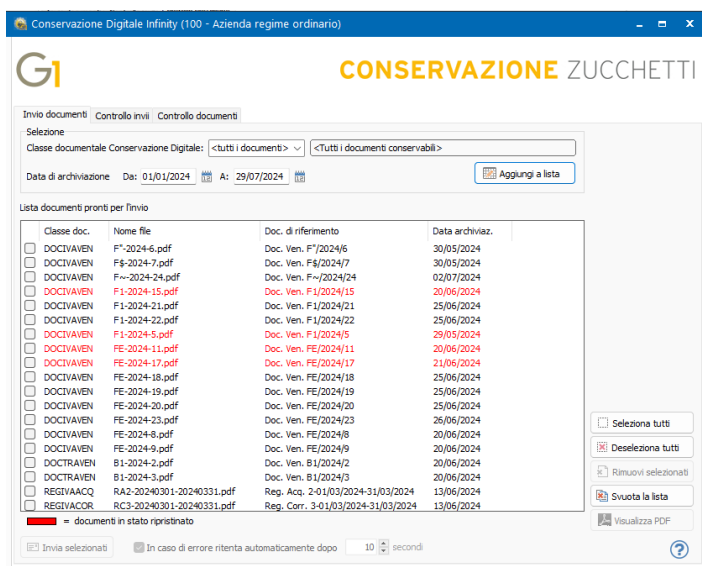 Conservazione Digitale Infinity (100 - Azienda regime ordinario)
G1
CONSERVAZIONE ZUCCHETTI
Invio documenti Controllo invii Controllo documenti
Selezione
Classe documentale Conservazione Digitale: <tutti i documenti> <Tutti i documenti conservabili>
Data di archiviazione Da: 01/01/2024 A: 29/07/2024 Aggiungi a lista
Lista documenti pronti per l'invio
Classe doc. Nome file Doc. di riferimento Data archiviaz.
DOCIVAVEN F"-2024-6.pdf Doc. Ven. F"/2024/6 30/05/2024
DOCIVAVEN F$-2024-7.pdf Doc. Ven. F$/2024/7 30/05/2024
DOCIVAVEN F~-2024-24.pdf Doc. Ven. F~/2024/24 02/07/2024
DOCIVAVEN F1-2024-15.pdf Doc. Ven. F1/2024/15 20/06/2024
DOCIVAVEN F1-2024-21.pdf Doc. Ven. F1/2024/21 25/06/2024
DOCIVAVEN F1-2024-22.pdf Doc. Ven. F1/2024/22 25/06/2024
DOCIVAVEN F1-2024-5.pdf Doc. Ven. F1/2024/5 29/05/2024
DOCIVAVEN FE-2024-11.pdf Doc. Ven. FE/2024/11 20/06/2024
DOCIVAVEN FE-2024-17.pdf Doc. Ven. FE/2024/17 21/06/2024
DOCIVAVEN FE-2024-18.pdf Doc. Ven. FE/2024/18 25/06/2024
DOCIVAVEN FE-2024-19.pdf Doc. Ven. FE/2024/19 25/06/2024
DOCIVAVEN FE-2024-20.pdf Doc. Ven. FE/2024/20 25/06/2024
DOCIVAVEN FE-2024-23.pdf Doc. Ven. FE/2024/23 26/06/2024
DOCIVAVEN FE-2024-8.pdf Doc. Ven. FE/2024/8 20/06/2024
DOCIVAVEN FE-2024-9.pdf Doc. Ven. FE/2024/9 20/06/2024
DOCTRAVEN B1-2024-2.pdf Doc. Ven. B1/2024/2 20/06/2024
DOCTRAVEN B1-2024-3.pdf Doc. Ven. B1/2024/3 20/06/2024
REGIVAACQ RA2-20240301-20240331.pdf Reg. Acq. 2-01/03/2024-31/03/2024 13/06/2024
REGIVACOR RC3-20240301-20240331.pdf Reg. Corr. 3-01/03/2024-31/03/2024 13/06/2024
Seleziona tutti
Deseleziona tutti
Rimuovi selezionati
Svuota la lista
Visualizza PDF
= documenti in stato ripristinato
Invia selezionati In caso di errore ritenta automaticamente dopo 10 secondi
?